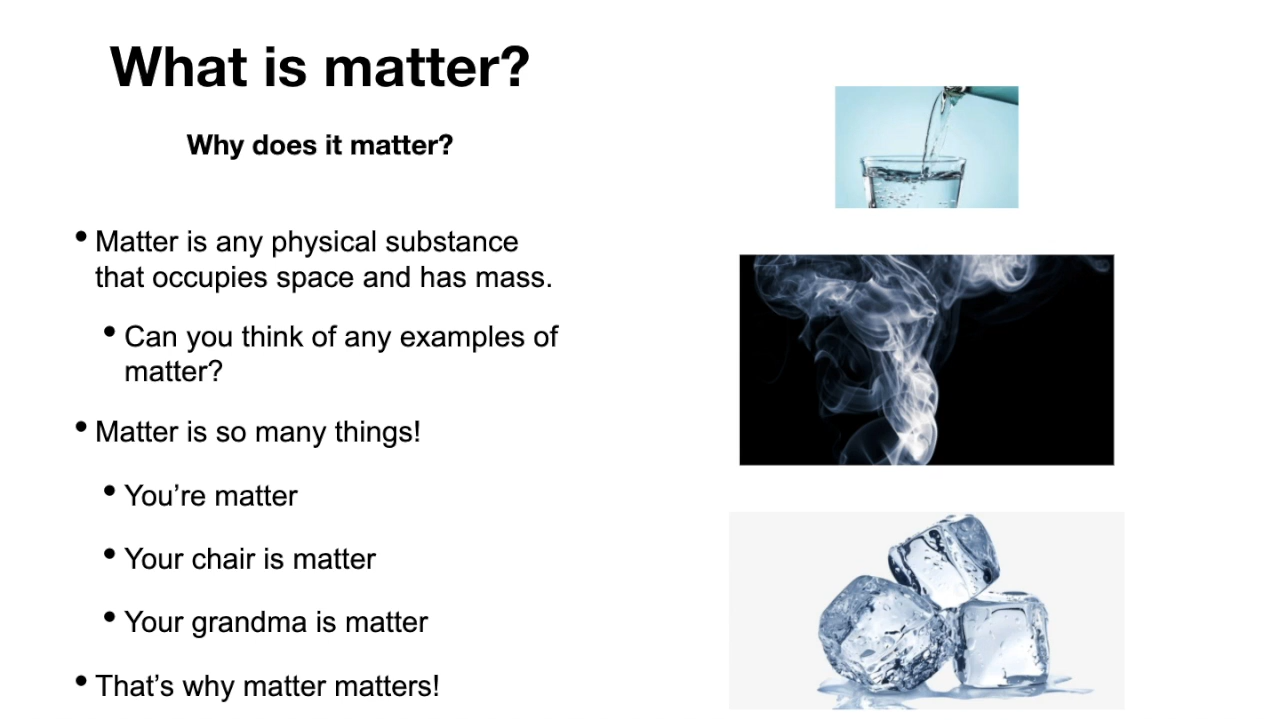 What is matter?
Why does it matter?
• Matter is any physical substance
that occupies space and has mass.
• Can you think of any examples of
matter?
• Matter is so many things!
• You’re matter
• Your chair is matter
• Your grandma is matter
• That’s why matter matters!